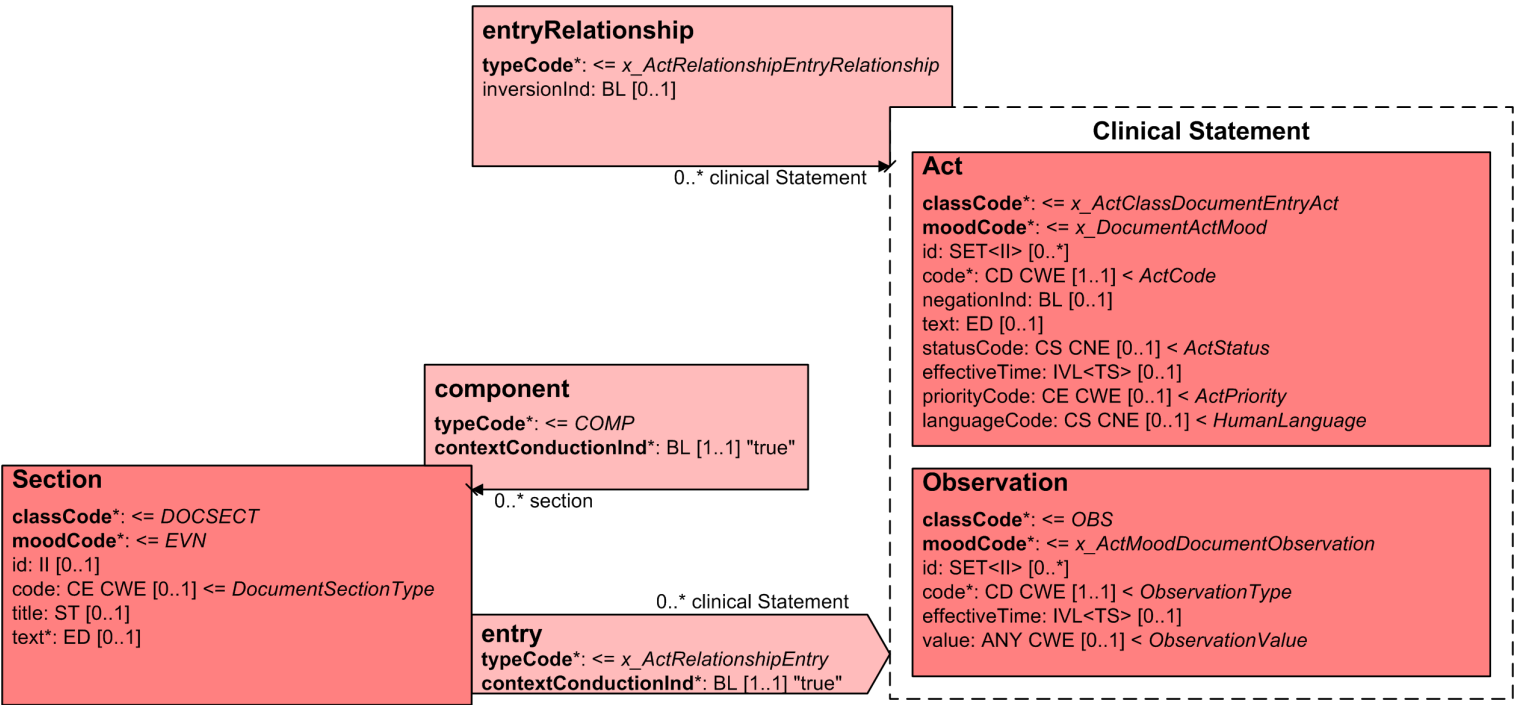 entryRelationship
typeCode*: <= x_ActRelationshipEntryRelationship
inversionInd: BL [0..1]
0..* clinical Statement
Clinical Statement
Act
classCode*: <= x_ActClassDocumentEntryAct
moodCode*: <= x_DocumentActMood
id: SET<II> [0..*]
code*: CD CWE [1..1] < ActCode
negationInd: BL [0..1]
text: ED [0..1]
statusCode: CS CNE [0..1] < ActStatus
effectiveTime: IVL<TS> [0..1]
priorityCode: CE CWE [0..1] < ActPriority
languageCode: CS CNE [0..1] < HumanLanguage
component
typeCode*: <= COMP
contextConductionInd*: BL [1..1] "true"
0..* section
Section
classCode*: <= DOCSECT
moodCode*: <= EVN
id: II [0..1]
code: CE CWE [0..1] <= DocumentSectionType
title: ST [0..1]
text*: ED [0..1]
Observation
classCode*: <= OBS
moodCode*: <= x_ActMoodDocumentObservation
id: SET<II> [0..*]
code*: CD CWE [1..1] < ObservationType
effectiveTime: IVL<TS> [0..1]
value: ANY CWE [0..1] < ObservationValue
0..* clinical Statement
entry
typeCode*: <= x_ActRelationshipEntry
contextConductionInd*: BL [1..1] "true"